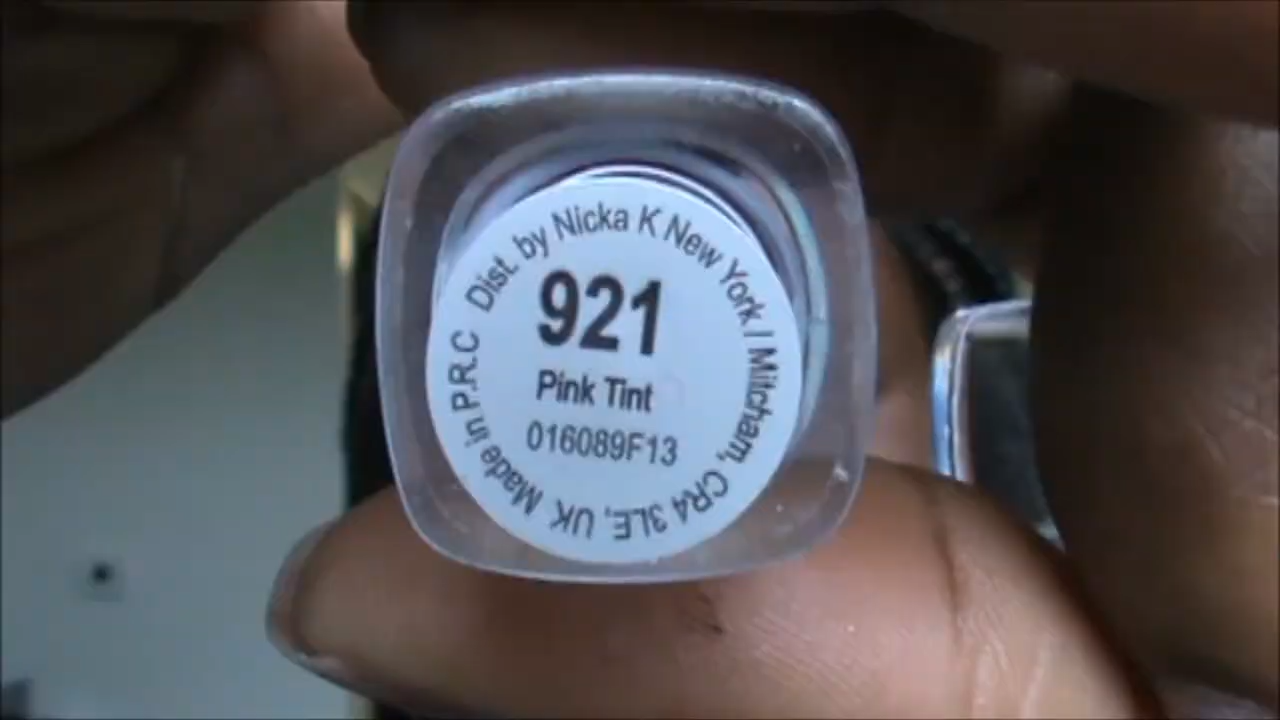 Dist. by Nicka K New York / Mitcham, CR4 3LE, UK Made in P.R.C
921
Pink Tint
016089F13